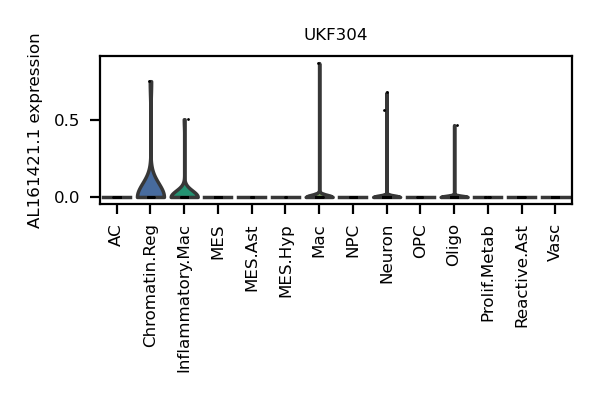 UKF304
AL161421.1 expression
0.5
0.0
AC
Chromatin.Reg
Inflammatory.Mac
MES
MES.Ast
MES.Hyp
Mac
NPC
Neuron
OPC
Oligo
Prolif.Metab
Reactive.Ast
Vasc